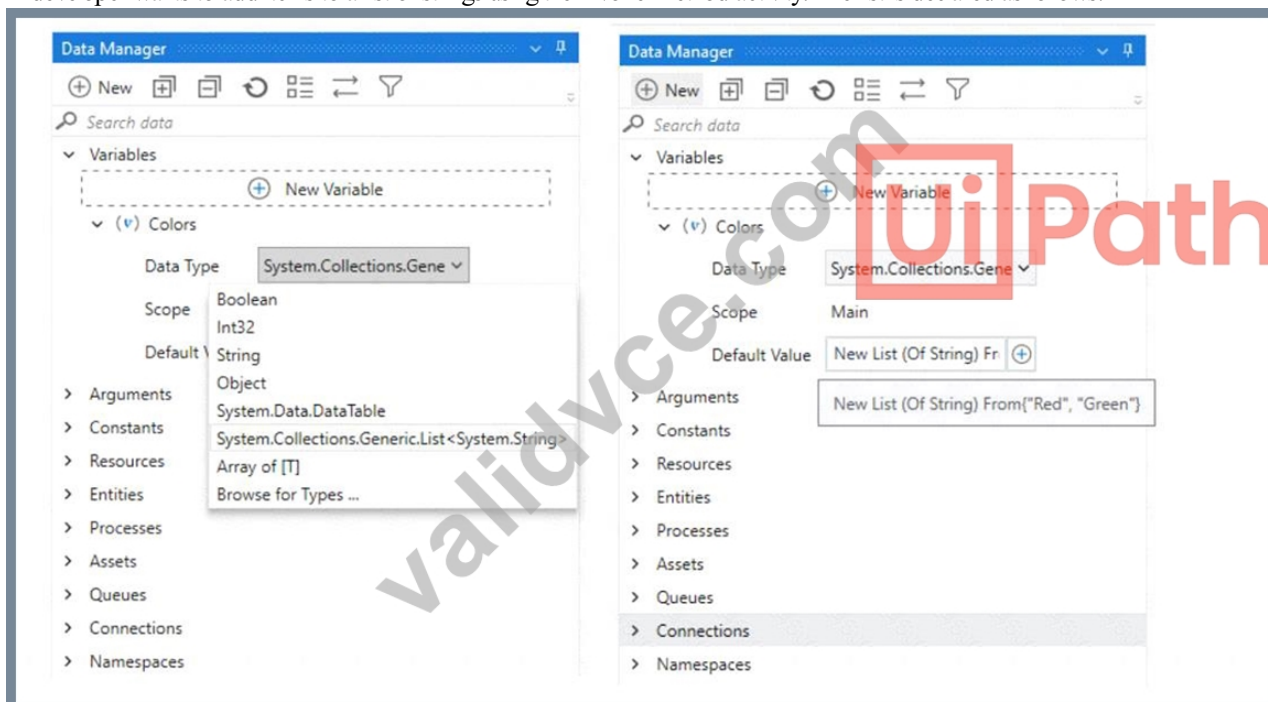 Data Manager
New
Search data
Variables
New Variable
(v) Colors
Data Type System.Collections.Gene
Scope
Default V
Boolean
Int32
String
Object
System.Data.DataTable
System.Collections.Generic.List<System.String>
Array of [T]
Browse for Types ...
Arguments
Constants
Resources
Entities
Processes
Assets
Queues
Connections
Namespaces
Data Manager
New
Search data
Variables
New Variable
(v) Colors
Data Type System.Collections.Gene
Scope Main
Default Value New List (Of String) Fr
New List (Of String) From{"Red", "Green"}
Arguments
Constants
Resources
Entities
Processes
Assets
Queues
Connections
Namespaces
validvce.com
UiPath